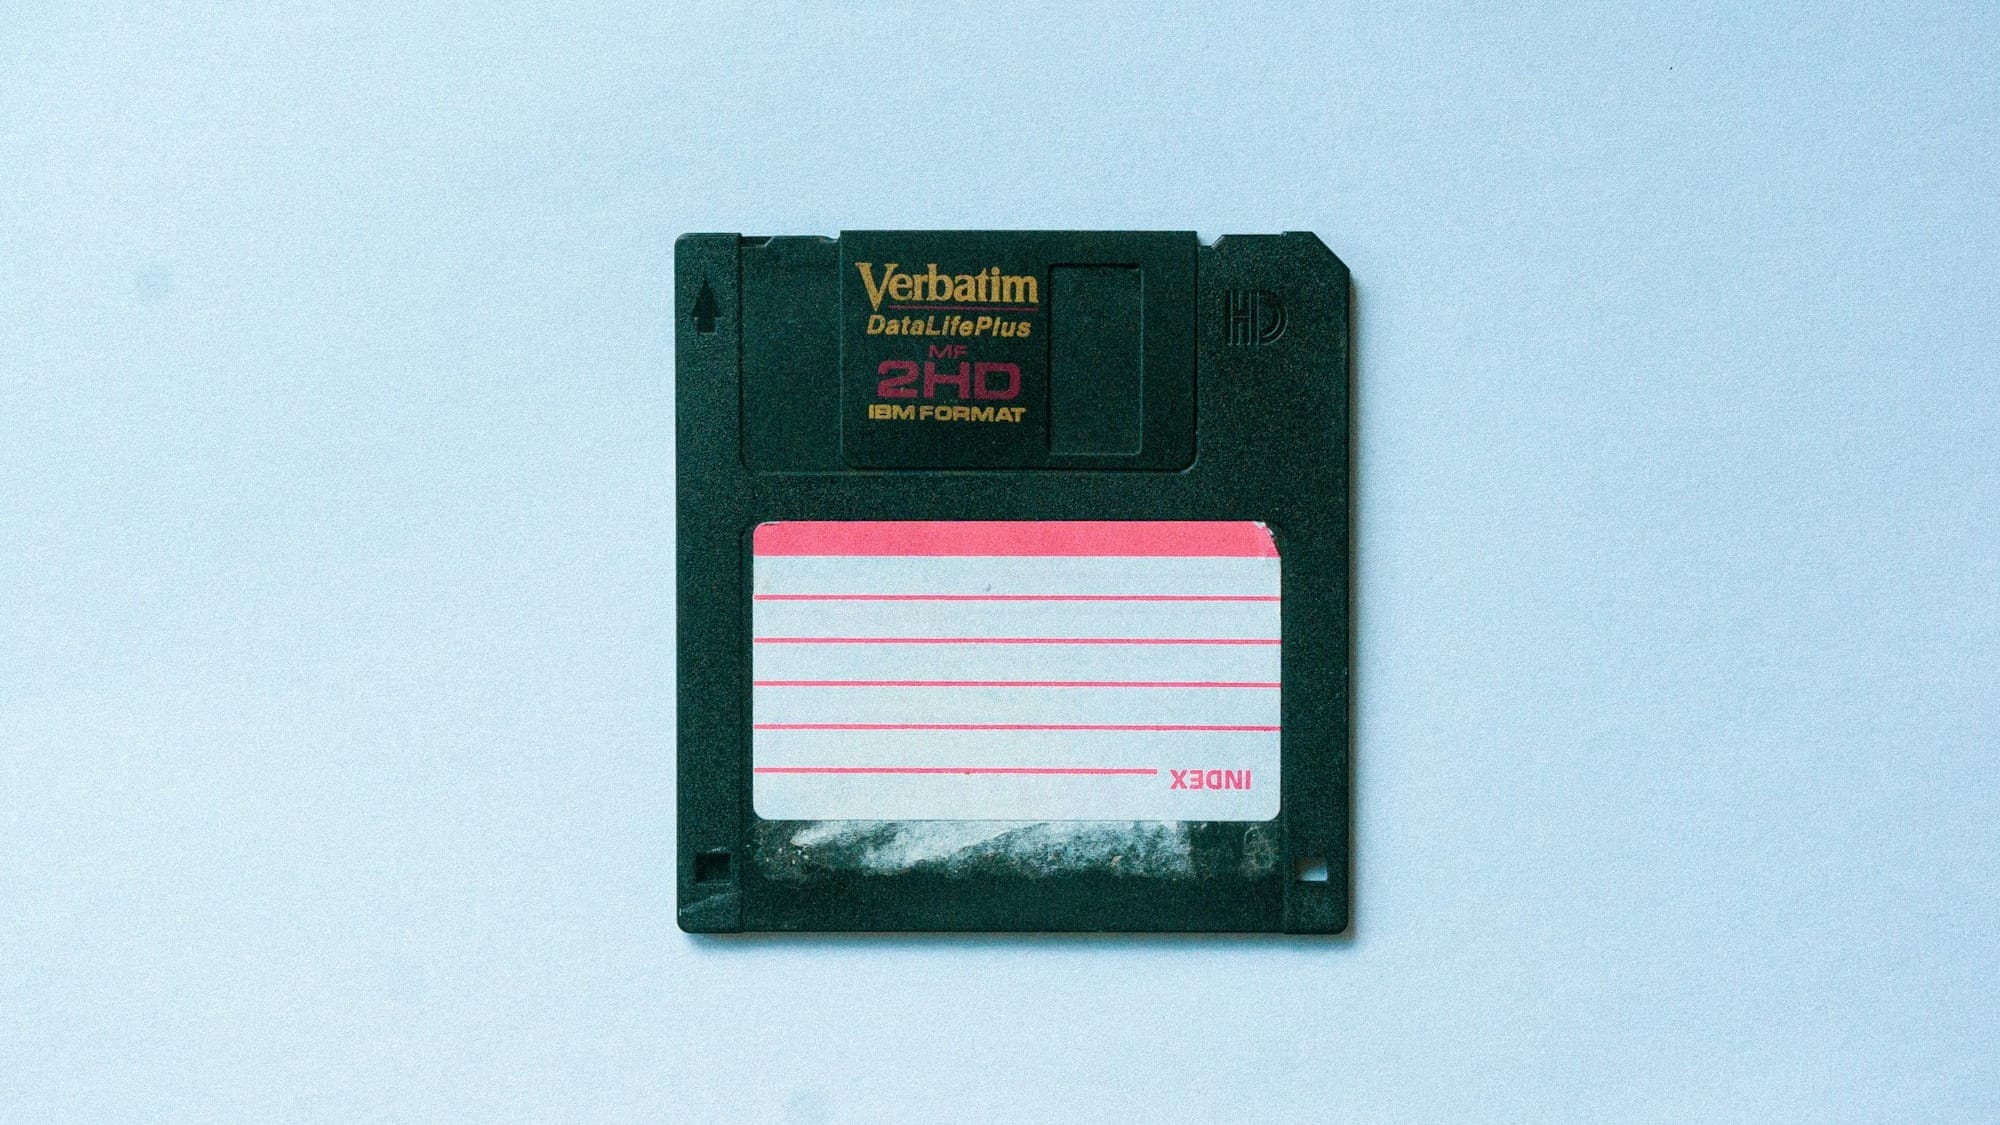 Verbatim
DataLifePlus
MF
2HD
IBM FORMAT
HD
INDEX